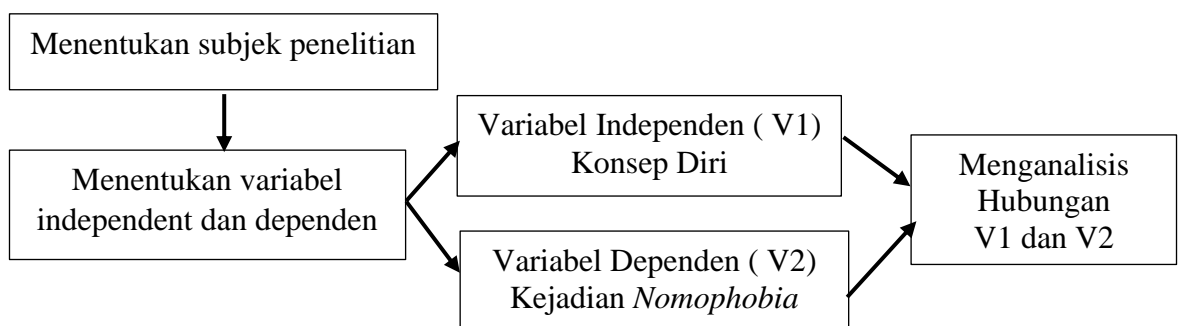 Menentukan subjek penelitian
Menentukan variabel
independent dan dependen
Variabel Independen ( V1)
Konsep Diri
Variabel Dependen ( V2)
Kejadian Nomophobia
Menganalisis
Hubungan
V1 dan V2